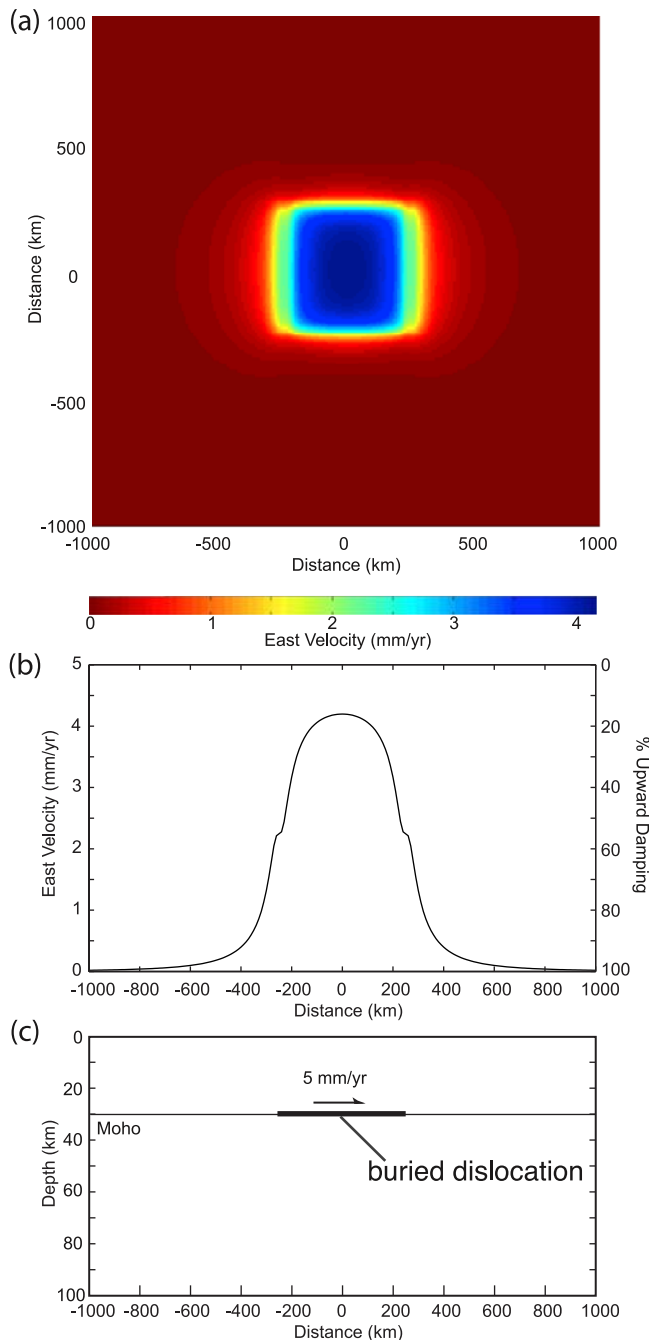 (a)
1000
500
0
-500
-1000
Distance (km)
-1000 -500 0 500 1000
Distance (km)
0 1 2 3 4
East Velocity (mm/yr)
(b)
5 0
4 20
3 40
2 60
1 80
0 100
East Velocity (mm/yr)
% Upward Damping
-1000 -800 -600 -400 -200 0 200 400 600 800 1000
Distance (km)
(c)
0
20
40
60
80
100
Depth (km)
5 mm/yr
Moho
buried dislocation
-1000 -800 -600 -400 -200 0 200 400 600 800 1000
Distance (km)